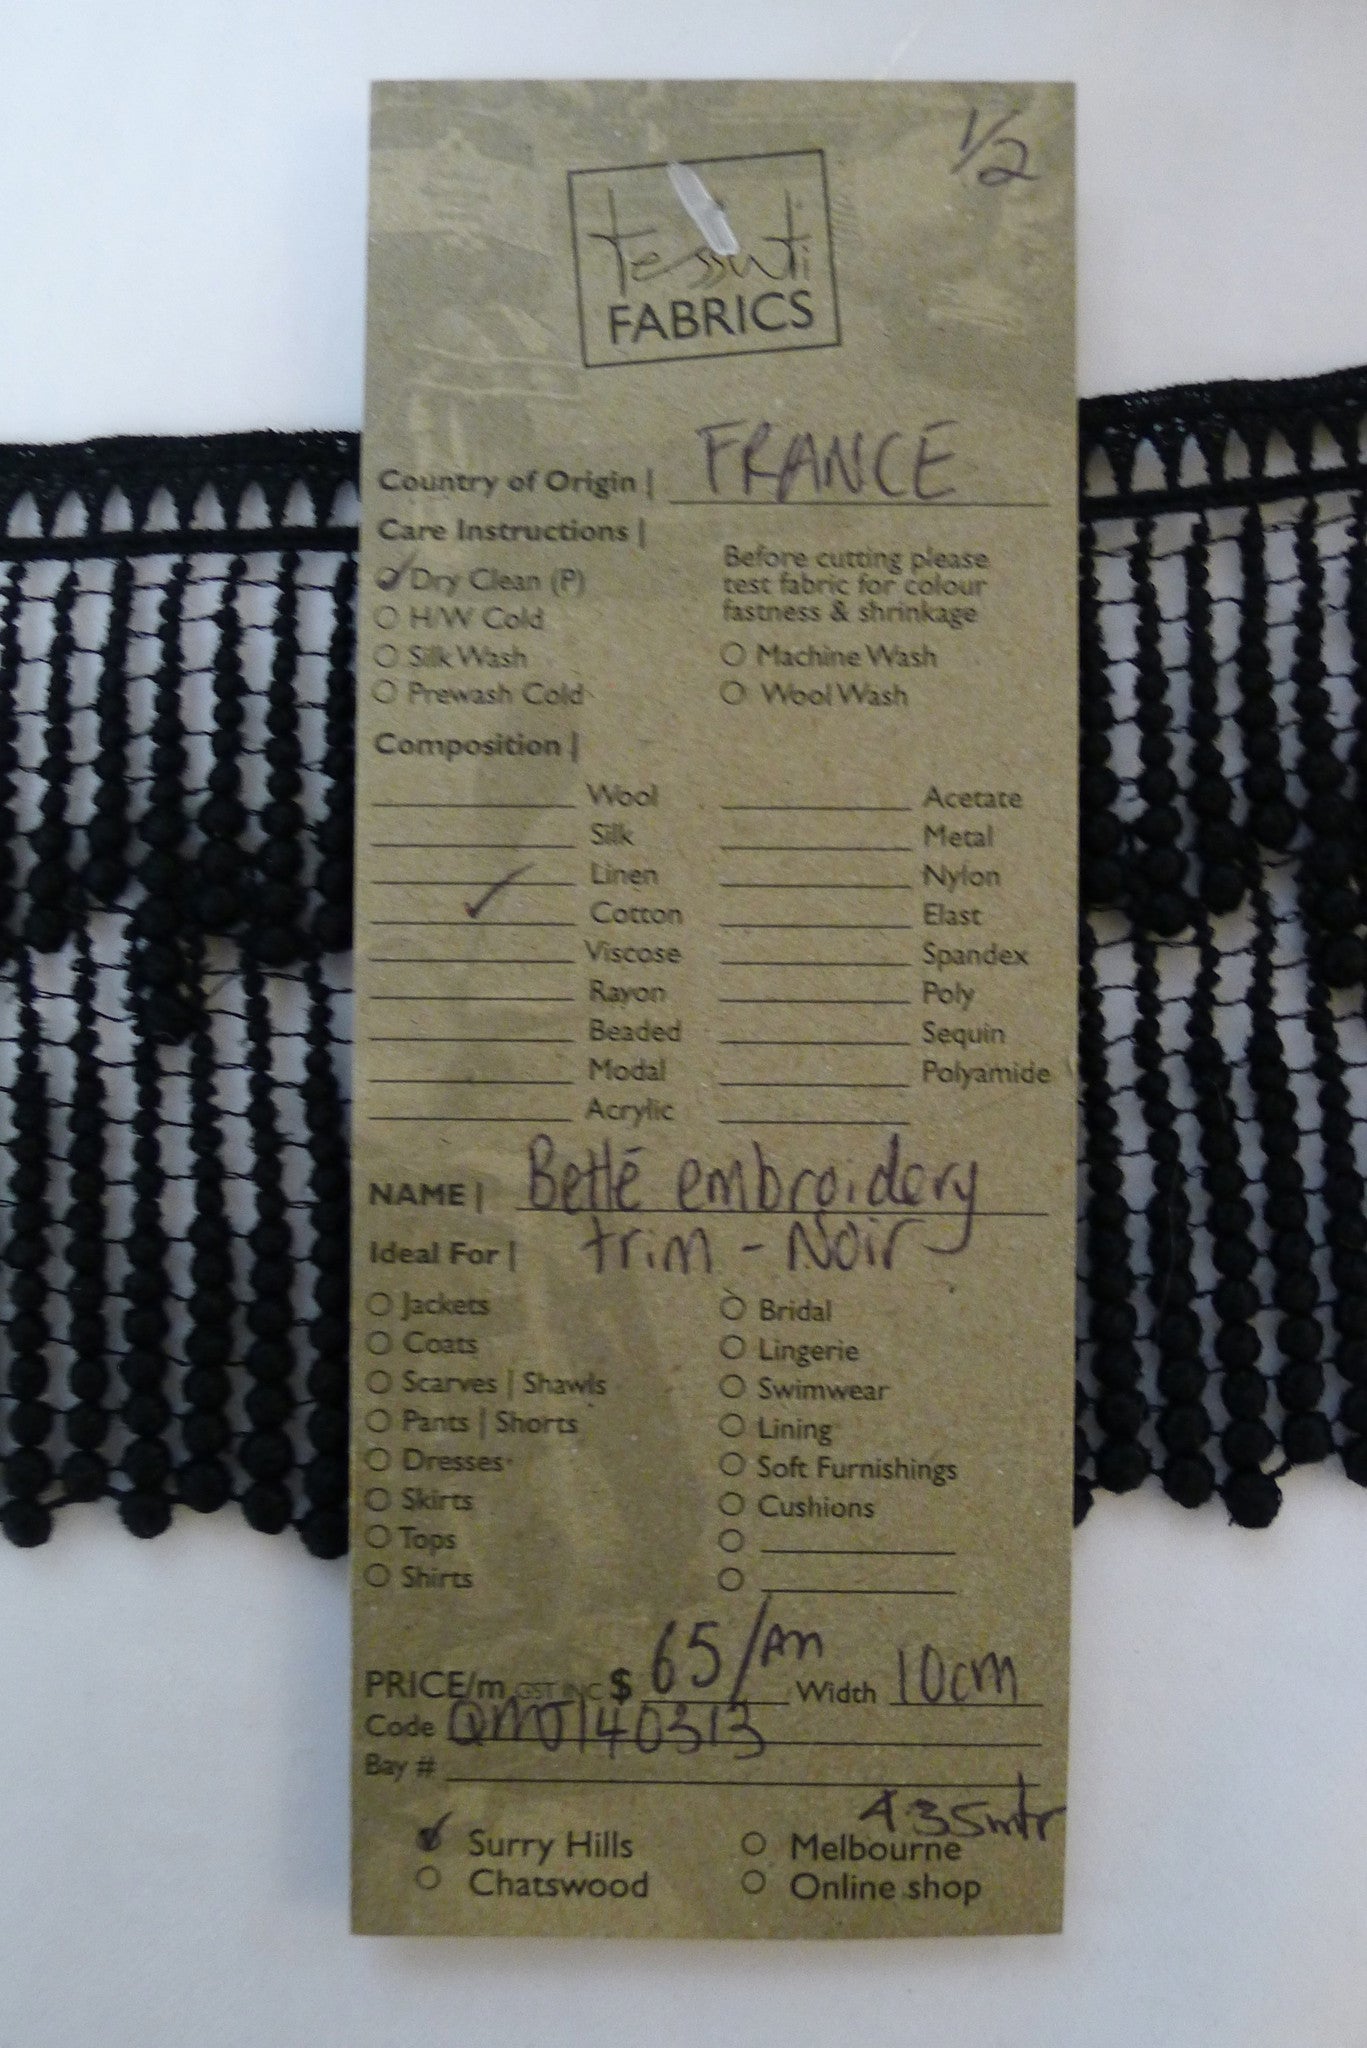 1/2
tessuti
FABRICS
Country of Origin | FRANCE
Care Instructions |
Dry Clean (P)
H/W Cold
Silk Wash
Prewash Cold
Before cutting please
test fabric for colour
fastness & shrinkage
Machine Wash
Wool Wash
Composition |
Wool
Silk
Linen
Cotton
Viscose
Rayon
Beaded
Modal
Acrylic
Acetate
Metal
Nylon
Elast
Spandex
Poly
Sequin
Polyamide
NAME | embroidery
trim - Noir
Ideal For |
Jackets
Coats
Scarves | Shawls
Pants | Shorts
Dresses
Skirts
Tops
Shirts
Bridal
Lingerie
Swimwear
Lining
Soft Furnishings
Cushions
PRICE/m GST INC $ 65/m Width 10cm
Code
Bay #
4.35mtr
Surry Hills
Chatswood
Melbourne
Online shop